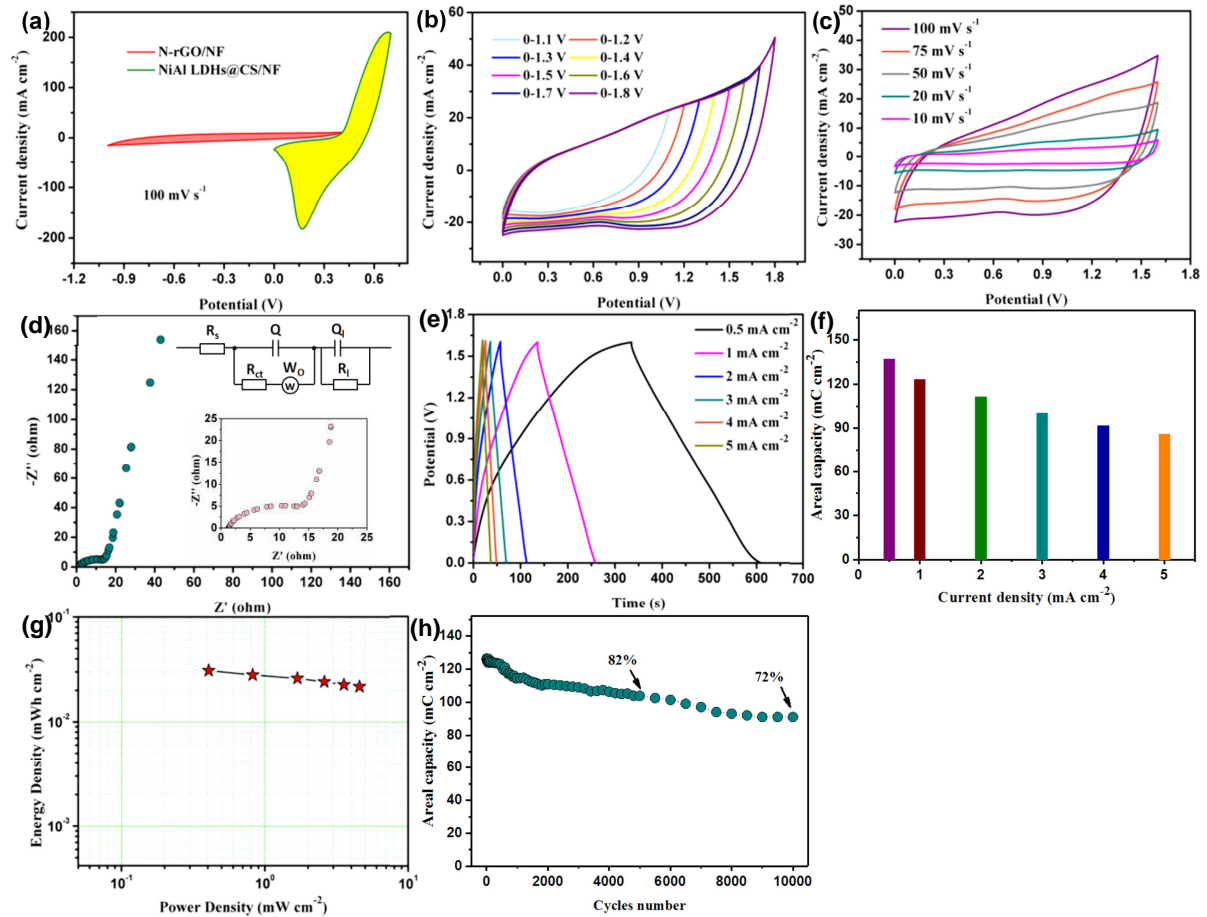 (a)
Current density (mA cm⁻²)
200
100
0
-100
-200
N-rGO/NF
NiAl LDHs@CS/NF
100 mV s⁻¹
-1.2 -0.9 -0.6 -0.3 0.0 0.3 0.6
Potential (V)
(b)
Current density (mA cm⁻²)
60
40
20
0
-20
0-1.1 V 0-1.2 V
0-1.3 V 0-1.4 V
0-1.5 V 0-1.6 V
0-1.7 V 0-1.8 V
0.0 0.3 0.6 0.9 1.2 1.5 1.8
Potential (V)
(c)
Current density (mA cm⁻²)
50
40
30
20
10
0
-10
-20
-30
100 mV s⁻¹
75 mV s⁻¹
50 mV s⁻¹
20 mV s⁻¹
10 mV s⁻¹
0.0 0.3 0.6 0.9 1.2 1.5 1.8
Potential (V)
(d)
-Z'' (ohm)
160
140
120
100
80
60
40
20
0
Rs Q Ql
Rct W Wo Rl
-Z'' (ohm)
25
20
15
10
5
0
0 5 10 15 20 25
Z' (ohm)
0 20 40 60 80 100 120 140 160
Z' (ohm)
(e)
Potential (V)
1.8
1.5
1.2
0.9
0.6
0.3
0.0
0.5 mA cm⁻²
1 mA cm⁻²
2 mA cm⁻²
3 mA cm⁻²
4 mA cm⁻²
5 mA cm⁻²
0 100 200 300 400 500 600 700
Time (s)
(f)
Areal capacity (mC cm⁻²)
150
120
90
60
30
0
1 2 3 4 5
Current density (mA cm⁻²)
(g)
Energy Density (mWh cm⁻²)
10⁻¹
10⁻²
10⁻³
10⁻¹ 10⁰ 10¹
Power Density (mW cm⁻²)
(h)
Areal capacity (mC cm⁻²)
140
120
100
80
60
40
20
0
82%
72%
0 2000 4000 6000 8000 10000
Cycles number